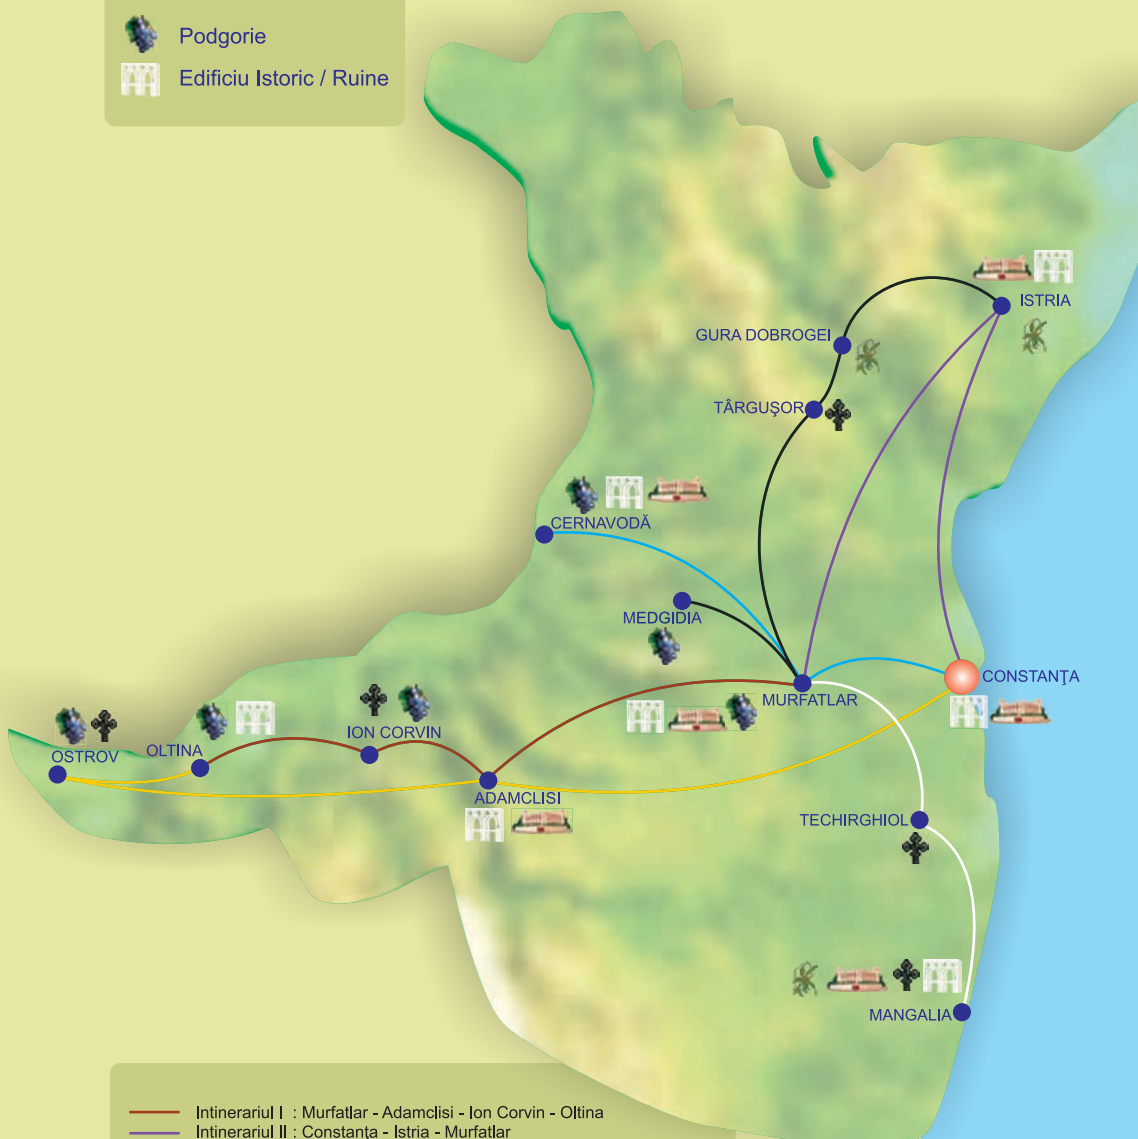 Podgorie
Edificiu Istoric / Ruine
ISTRIA
GURA DOBROGEI
TÂRGUŞOR
CERNAVODĂ
MEDGIDIA
CONSTANŢA
MURFATLAR
ION CORVIN
OLTINA
OSTROV
ADAMCLISI
TECHIRGHIOL
MANGALIA
Intinerariul I : Murfatlar - Adamclisi - Ion Corvin - Oltina
Intinerariul II : Constanţa - Istria - Murfatlar